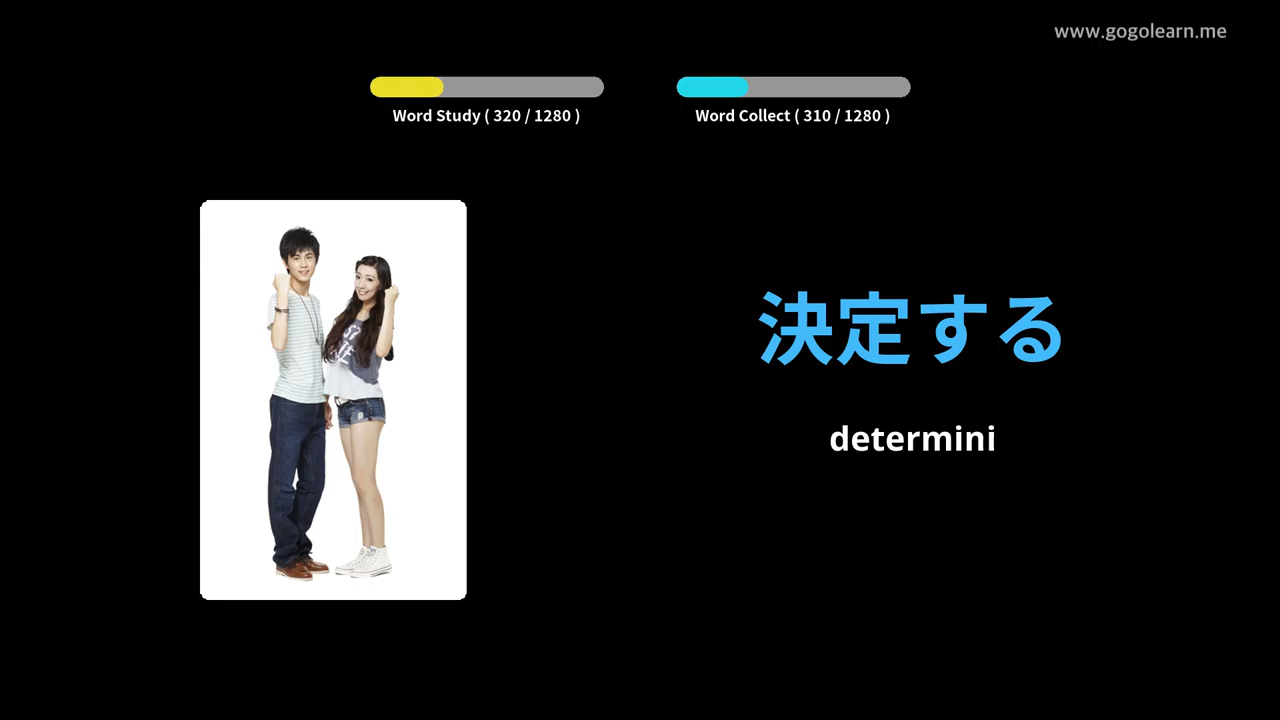 www.gogolearn.me
Word Study ( 320 / 1280 )
Word Collect ( 310 / 1280 )
決定する
determini